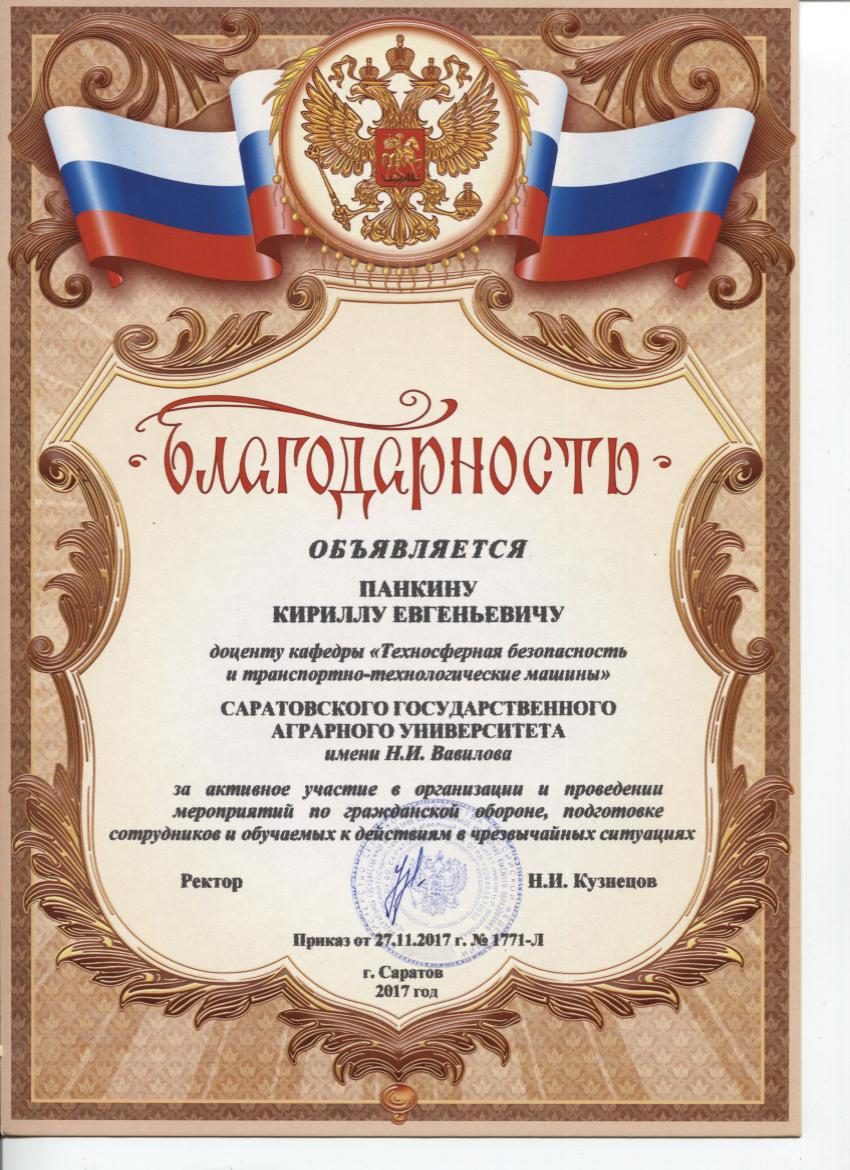 Благодарность
ОБЪЯВЛЯЕТСЯ
ПАНКИНУ
КИРИЛЛУ ЕВГЕНЬЕВИЧУ
доценту кафедры «Техносферная безопасность
и транспортно-технологические машины»
САРАТОВСКОГО ГОСУДАРСТВЕННОГО
АГРАРНОГО УНИВЕРСИТЕТА
имени Н.И. Вавилова
за активное участие в организации и проведении
мероприятий по гражданской обороне, подготовке
сотрудников и обучаемых к действиям в чрезвычайных ситуациях
Ректор Н.И. Кузнецов
Приказ от 27.11.2017 г. № 1771-Л
г. Саратов
2017 год